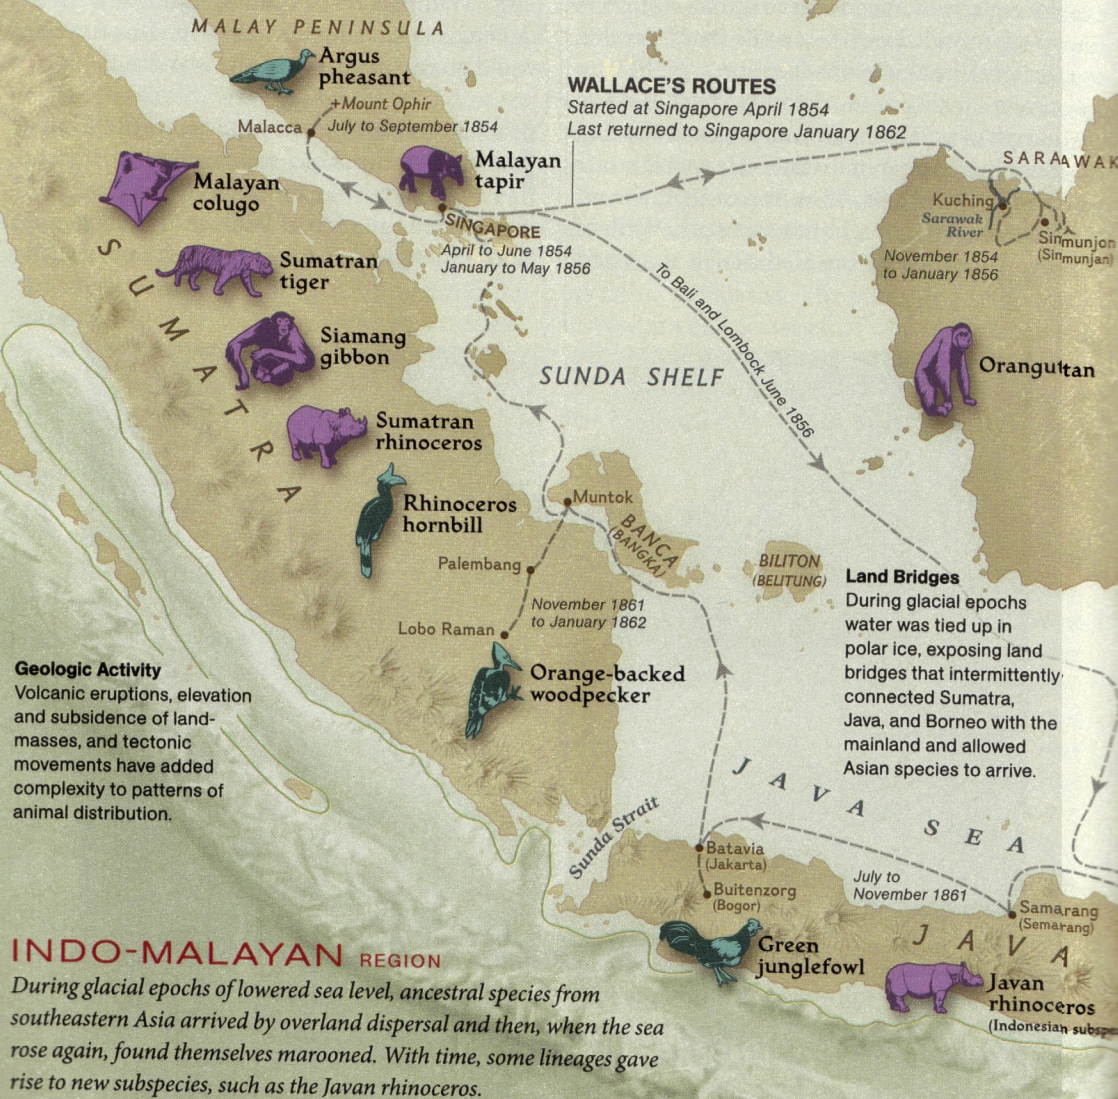 MALAY PENINSULA
Argus
pheasant
+Mount Ophir
Malacca
July to September 1854
WALLACE'S ROUTES
Started at Singapore April 1854
Last returned to Singapore January 1862
Malayan
tapir
Malayan
colugo
SINGAPORE
April to June 1854
January to May 1856
SARAWAK
Kuching
Sarawak
River
Sinmunjon
(Sinmunjan)
November 1854
to January 1856
Sumatran
tiger
SUMATRA
Siamang
gibbon
To Bali and Lombock June 1856
SUNDA SHELF
Orangutan
Sumatran
rhinoceros
Rhinoceros
hornbill
Muntok
BANCA
(BANGKA)
Palembang
BILITON
(BELITUNG)
November 1861
to January 1862
Lobo Raman
Orange-backed
woodpecker
Land Bridges
During glacial epochs
water was tied up in
polar ice, exposing land
bridges that intermittently
connected Sumatra,
Java, and Borneo with the
mainland and allowed
Asian species to arrive.
Geologic Activity
Volcanic eruptions, elevation
and subsidence of land-
masses, and tectonic
movements have added
complexity to patterns of
animal distribution.
JAVA SEA
Sunda Strait
Batavia
(Jakarta)
Buitenzorg
(Bogor)
July to
November 1861
Samarang
(Semarang)
JAVA
Green
junglefowl
Javan
rhinoceros
(Indonesian subspe
INDO-MALAYAN REGION
During glacial epochs of lowered sea level, ancestral species from
southeastern Asia arrived by overland dispersal and then, when the sea
rose again, found themselves marooned. With time, some lineages gave
rise to new subspecies, such as the Javan rhinoceros.